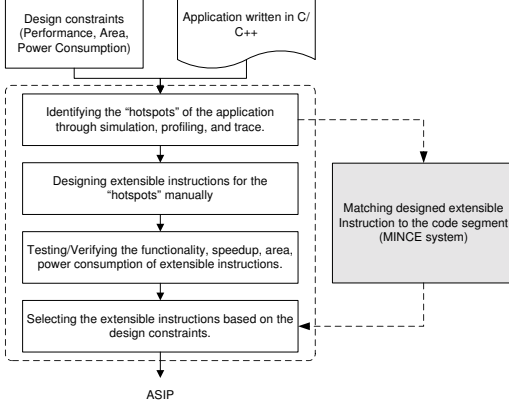 Design constraints
(Performance, Area,
Power Consumption)
Application written in C/
C++
Identifying the “hotspots” of the application
through simulation, profiling, and trace.
Designing extensible instructions for the
“hotspots” manually
Testing/Verifying the functionality, speedup, area,
power consumption of extensible instructions.
Selecting the extensible instructions based on the
design constraints.
Matching designed extensible
Instruction to the code segment
(MINCE system)
ASIP